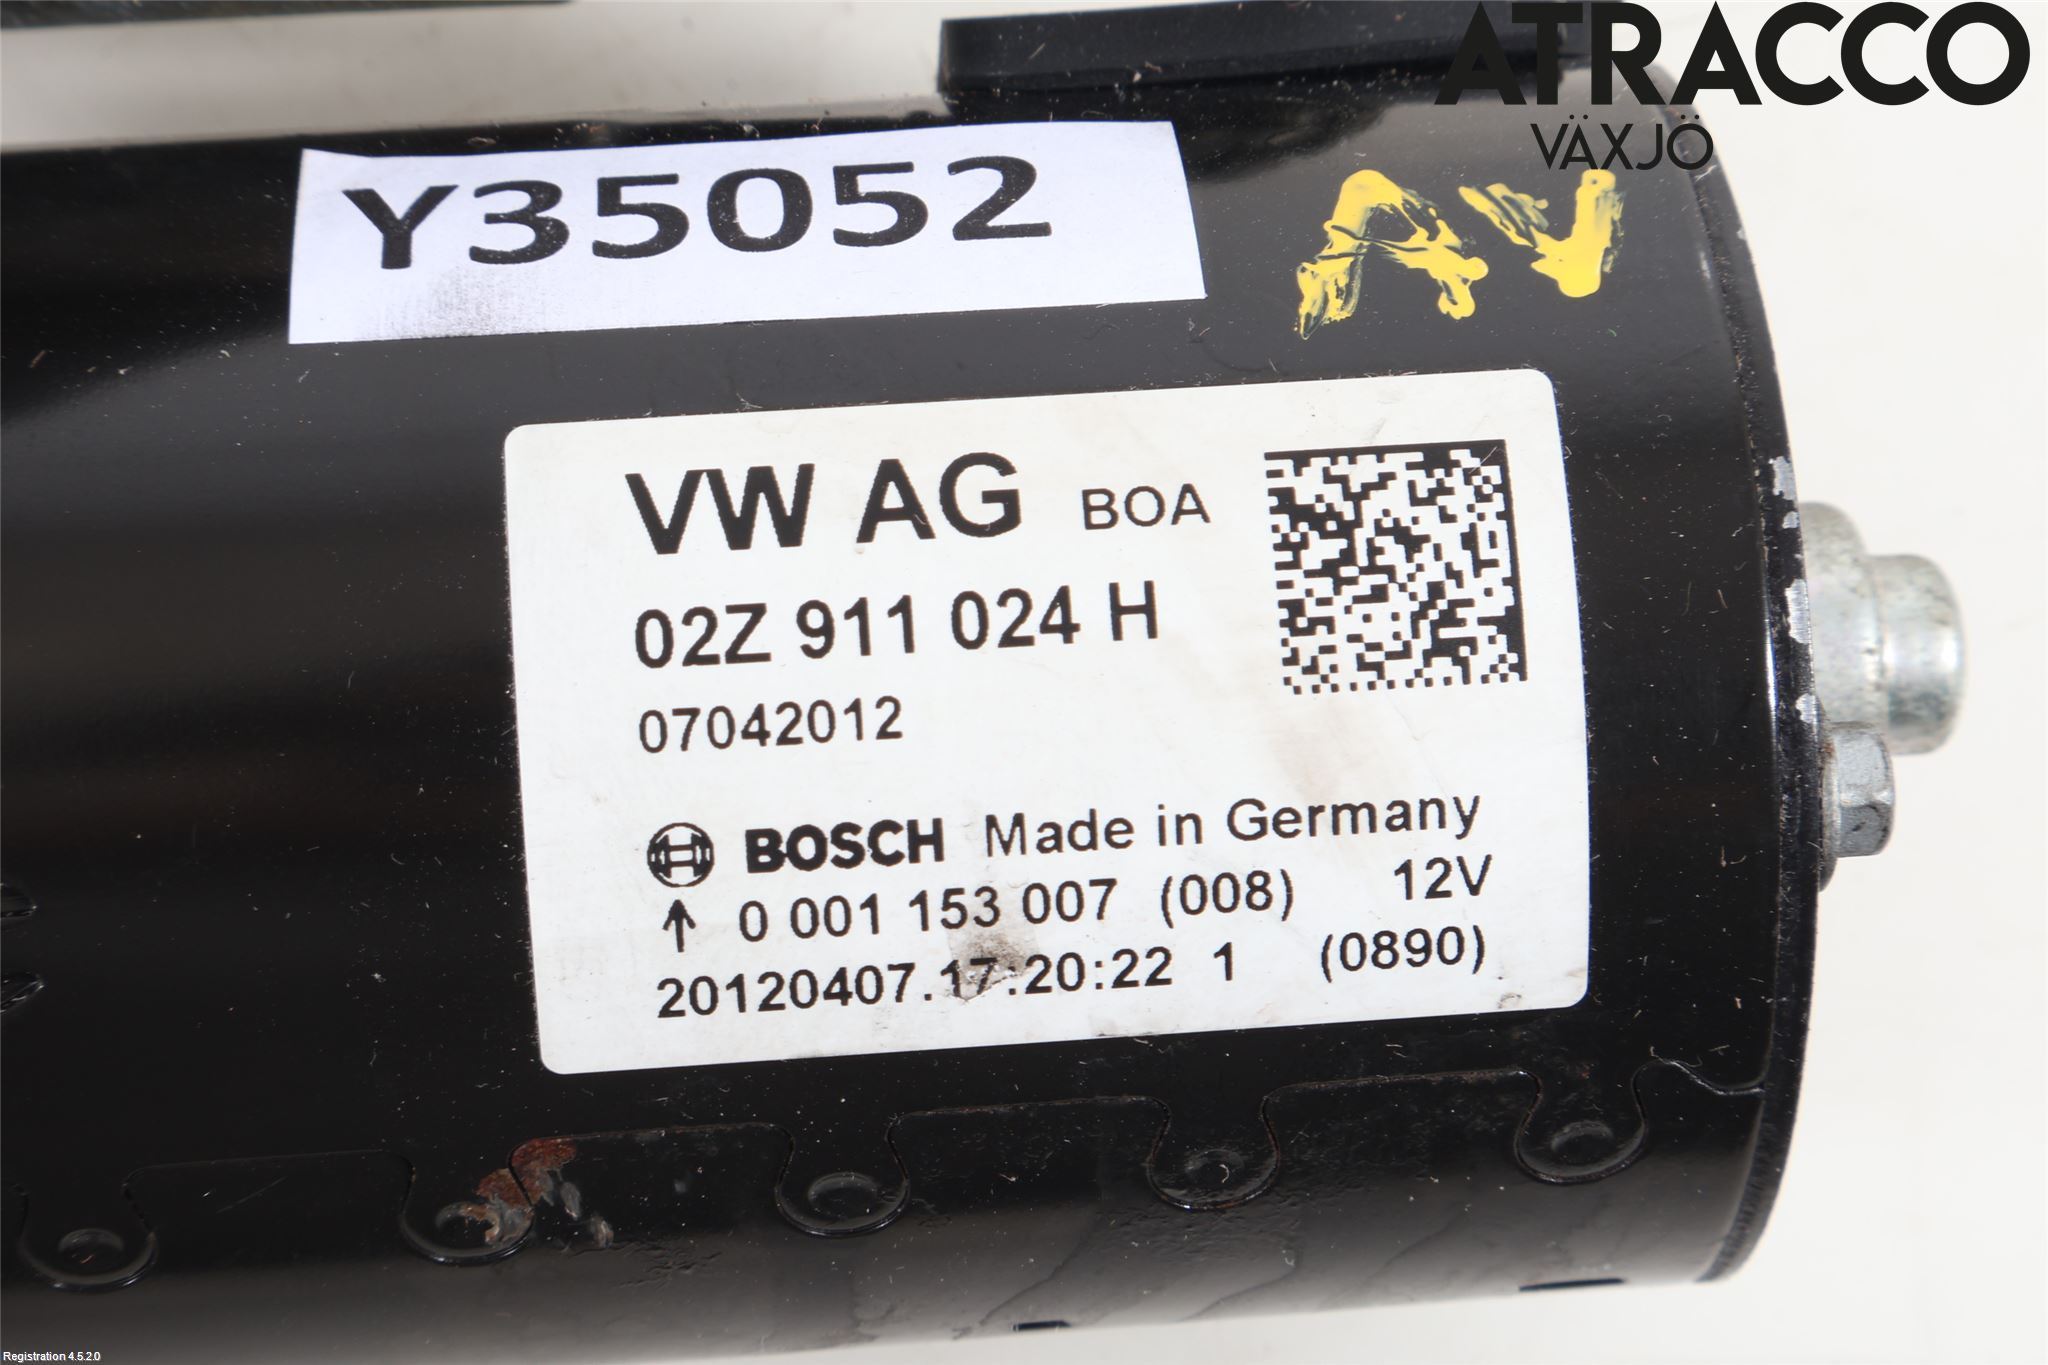 ATRACCO
VÄXJÖ
Y35052
AV
VW AG BOA
02Z 911 024 H
07042012
BOSCH Made in Germany
↑ 0 001 153 007 (008) 12V
20120407.17:20:22 1 (0890)
Registration 4.5.2.0